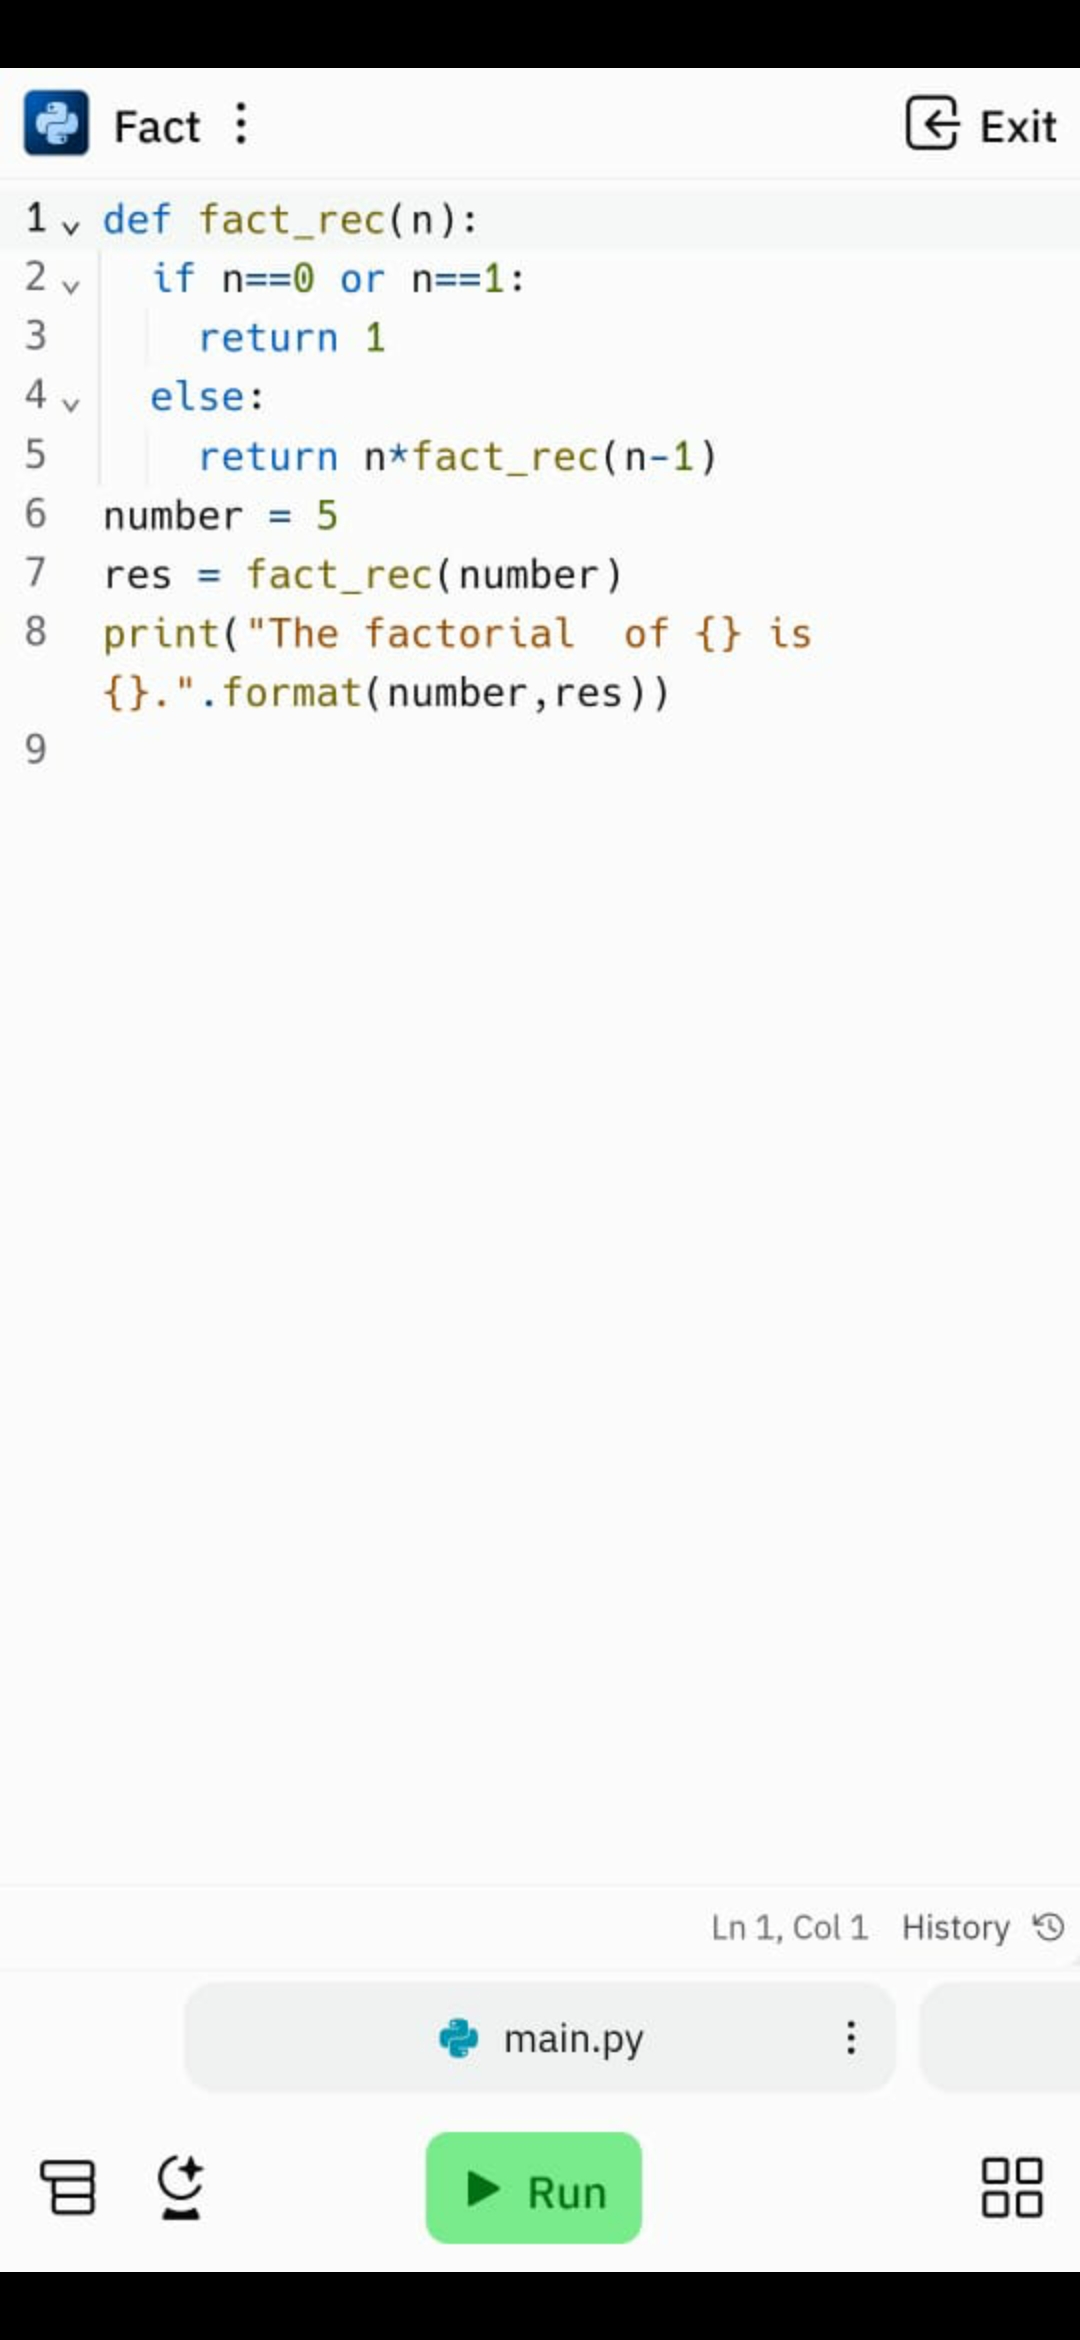 Fact
Exit
1 def fact_rec(n):
2   if n==0 or n==1:
3     return 1
4   else:
5     return n*fact_rec(n-1)
6 number = 5
7 res = fact_rec(number)
8 print("The factorial  of {} is
{}.".format(number,res))
9
Ln 1, Col 1 History
main.py
Run